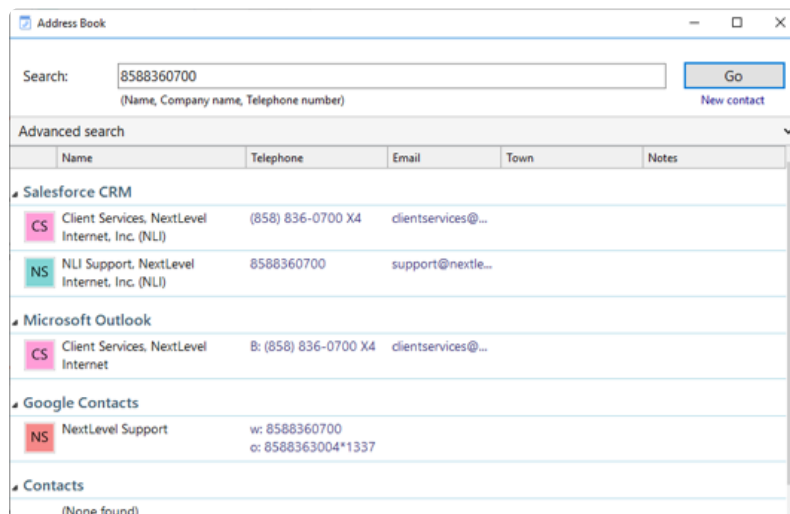 Address Book
Search:
8588360700
Go
(Name, Company name, Telephone number)
New contact
Advanced search
Name
Telephone
Email
Town
Notes
Salesforce CRM
CS
Client Services, NextLevel
Internet, Inc. (NLI)
(858) 836-0700 X4
clientservices@...
NS
NLI Support, NextLevel
Internet, Inc. (NLI)
8588360700
support@nextle...
Microsoft Outlook
CS
Client Services, NextLevel
Internet
B: (858) 836-0700 X4
clientservices@...
Google Contacts
NS
NextLevel Support
w: 8588360700
o: 8588363004*1337
Contacts
(None found)